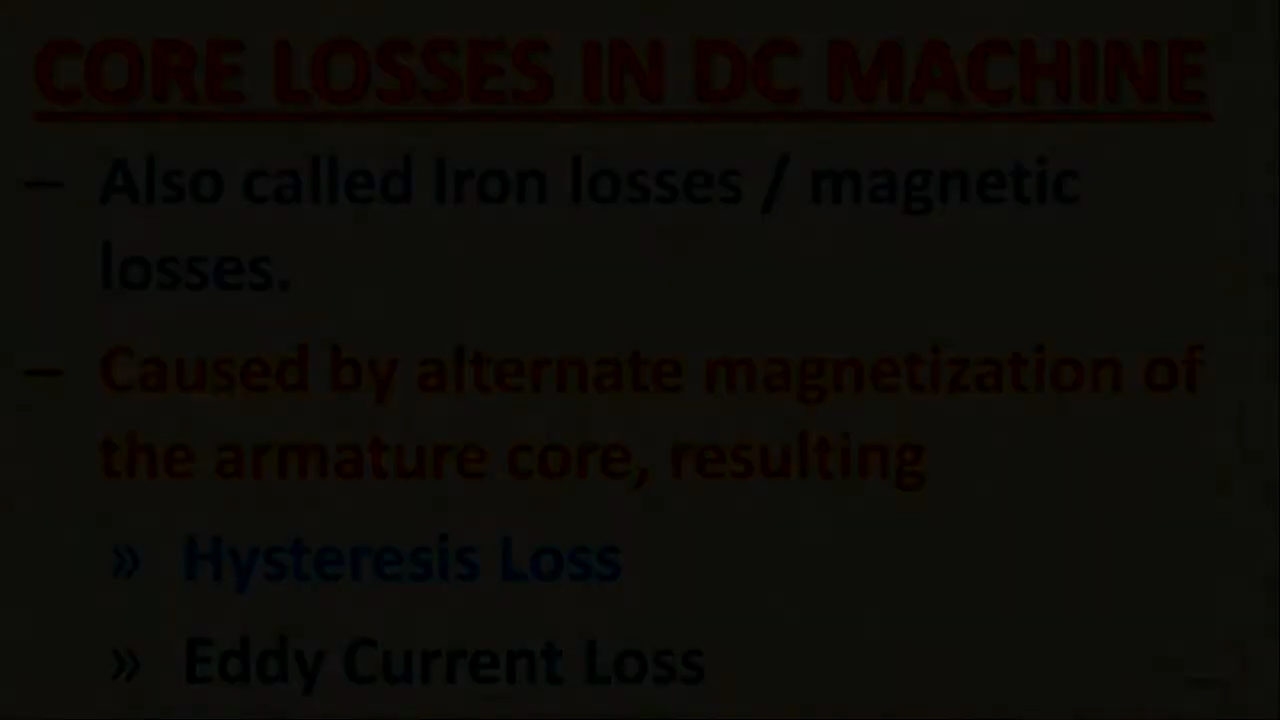 CORE LOSSES IN DC MACHINE
– Also called Iron losses / magnetic
losses.
– Caused by alternate magnetization of
the armature core, resulting
» Hysteresis Loss
» Eddy Current Loss